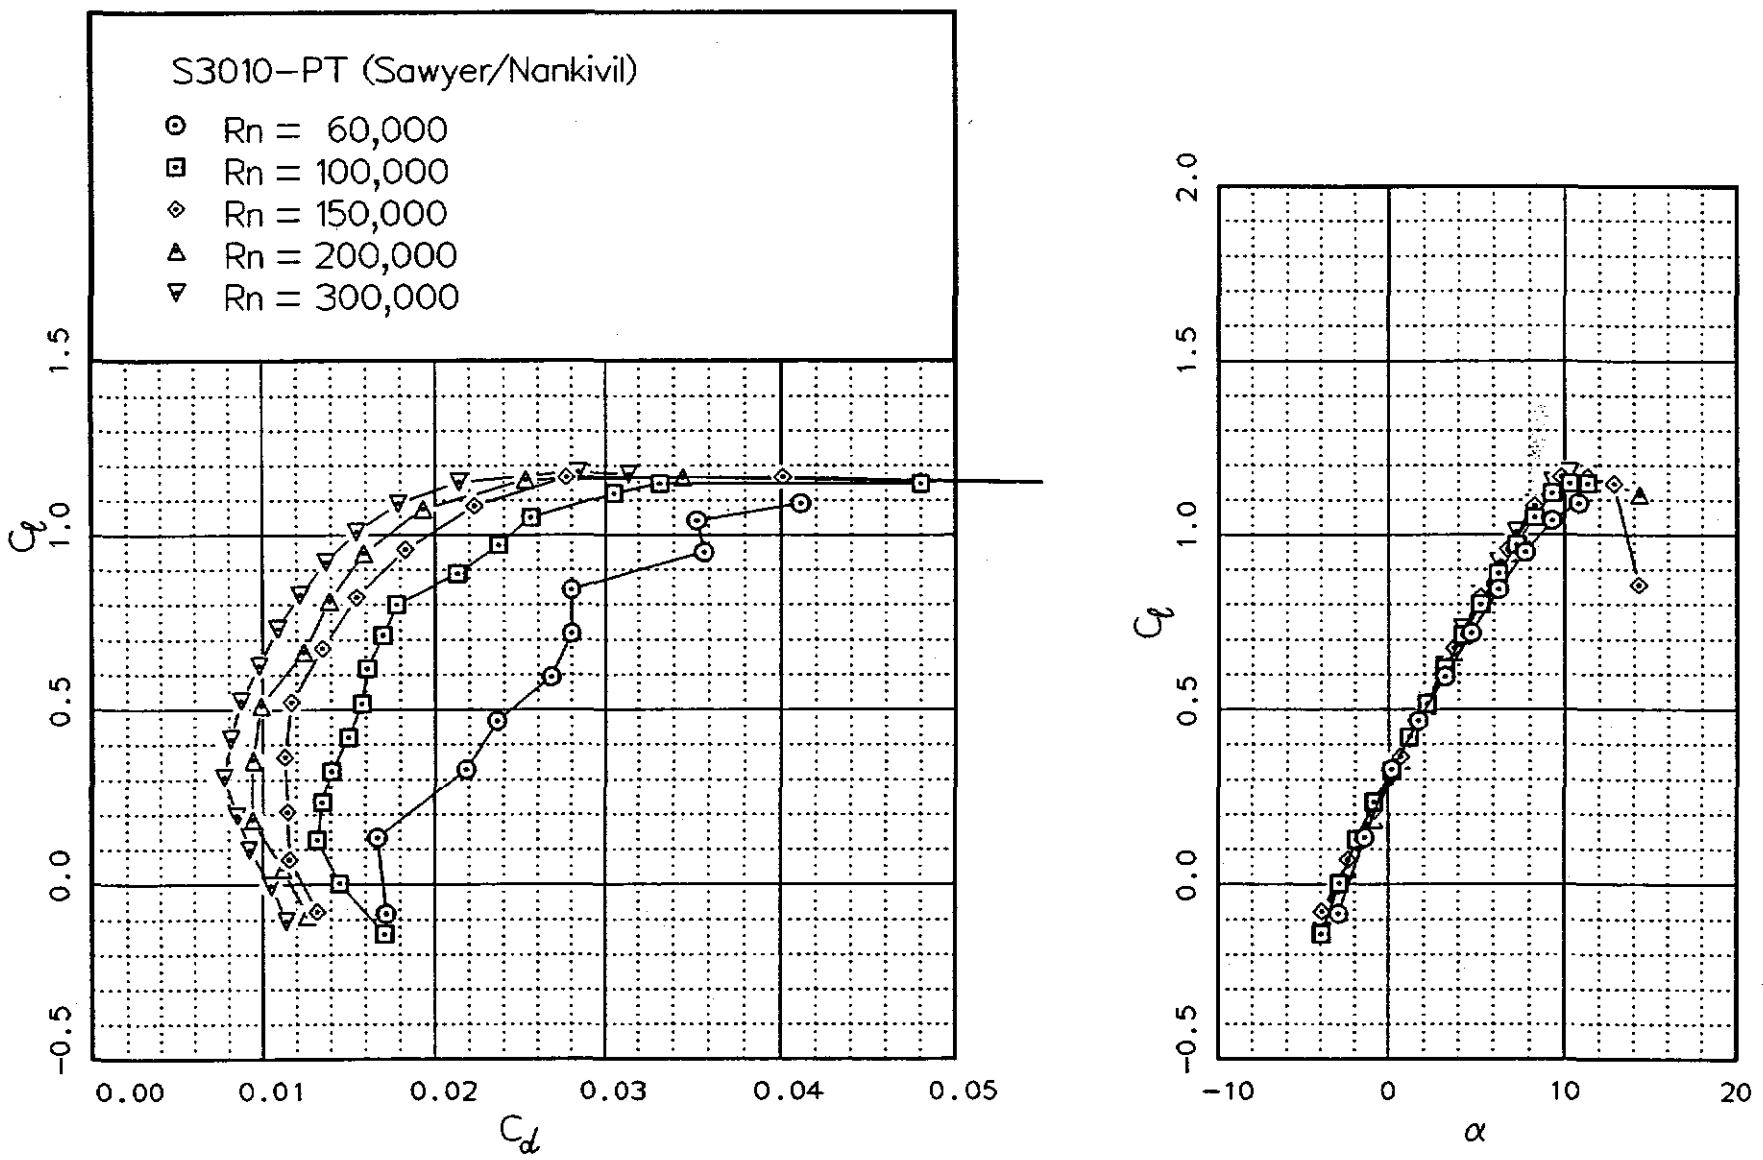 S3010-PT (Sawyer/Nankivil)
Rn = 60,000
Rn = 100,000
Rn = 150,000
Rn = 200,000
Rn = 300,000
1.5
1.0
0.5
0.0
-0.5
Cℓ
0.00 0.01 0.02 0.03 0.04 0.05
Cd
2.0
1.5
1.0
0.5
0.0
-0.5
Cℓ
-10 0 10 20
α